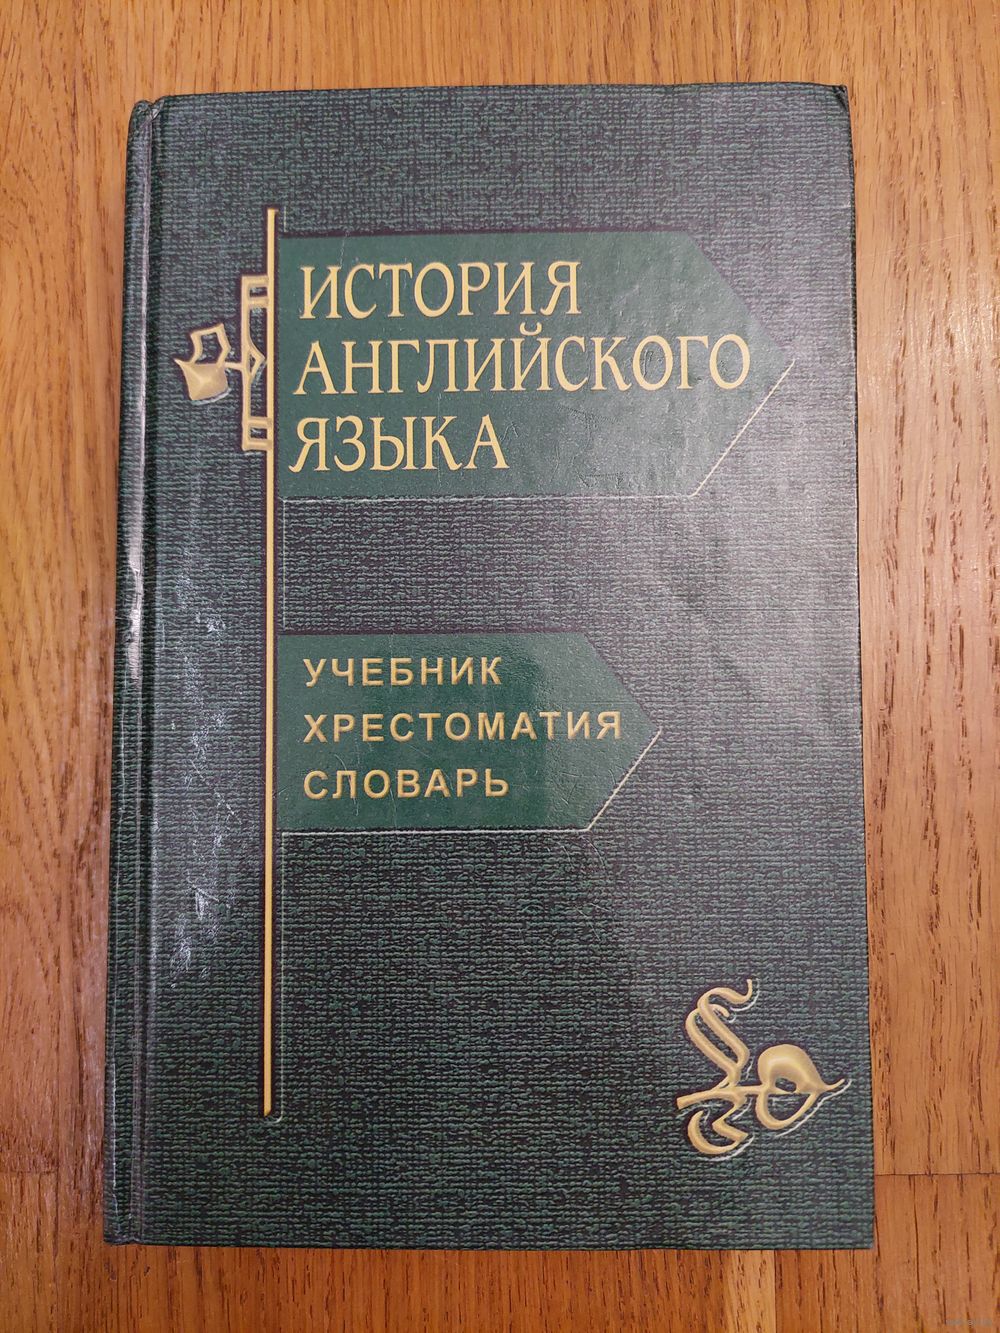 ИСТОРИЯ
АНГЛИЙСКОГО
ЯЗЫКА
УЧЕБНИК
ХРЕСТОМАТИЯ
СЛОВАРЬ